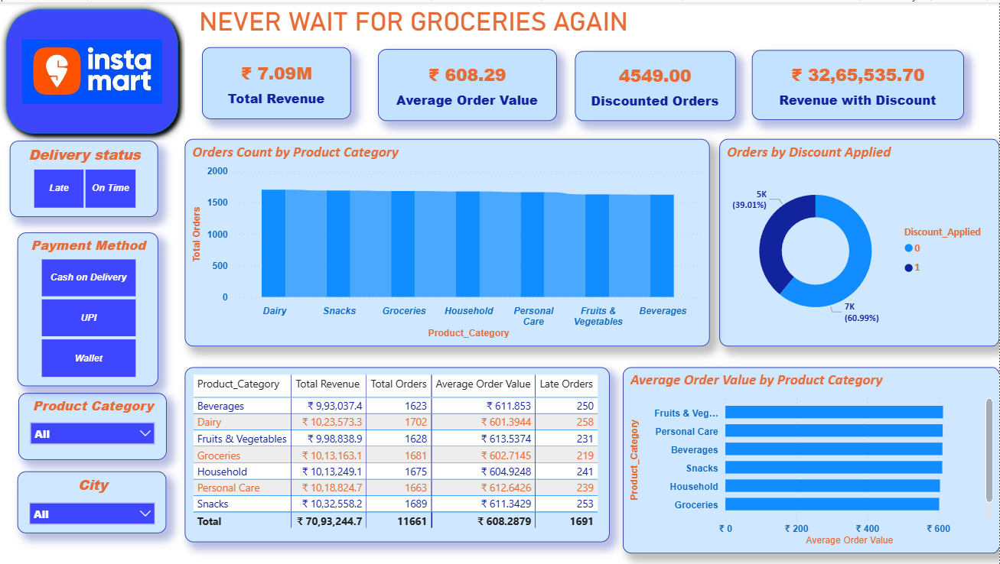 insta
mart
NEVER WAIT FOR GROCERIES AGAIN
₹ 7.09M
Total Revenue
₹ 608.29
Average Order Value
4549.00
Discounted Orders
₹ 32,65,535.70
Revenue with Discount
Delivery status
Late
On Time
Payment Method
Cash on Delivery
UPI
Wallet
Product Category
All
City
All
Orders Count by Product Category
Total Orders
2000
1500
1000
500
0
Dairy
Snacks
Groceries
Household
Personal
Care
Fruits &
Vegetables
Beverages
Product_Category
Orders by Discount Applied
5K
(39.01%)
7K
(60.99%)
Discount_Applied
0
1
Product_Category Total Revenue Total Orders Average Order Value Late Orders
Beverages ₹ 9,93,037.4 1623 ₹ 611.853 250
Dairy ₹ 10,23,573.3 1702 ₹ 601.3944 258
Fruits & Vegetables ₹ 9,98,838.9 1628 ₹ 613.5374 231
Groceries ₹ 10,13,163.1 1681 ₹ 602.7145 219
Household ₹ 10,13,249.1 1675 ₹ 604.9248 241
Personal Care ₹ 10,18,824.7 1663 ₹ 612.6426 239
Snacks ₹ 10,32,558.2 1689 ₹ 611.3429 253
Total ₹ 70,93,244.7 11661 ₹ 608.2879 1691
Average Order Value by Product Category
Product_Category
Fruits & Veg...
Personal Care
Beverages
Snacks
Household
Groceries
₹ 0
₹ 200
₹ 400
₹ 600
Average Order Value